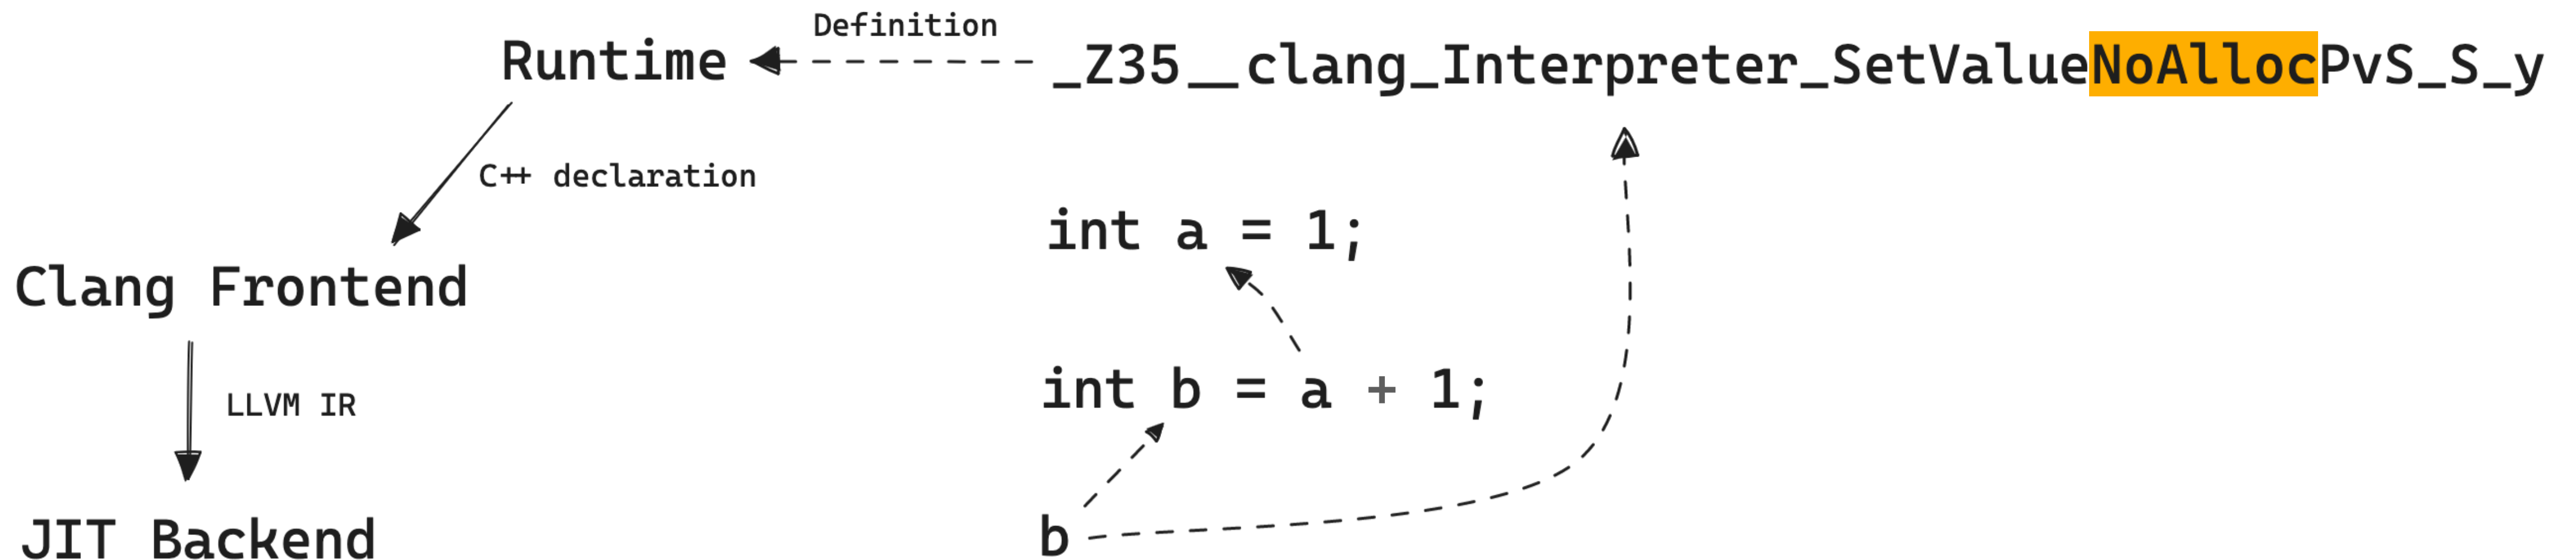 Definition
Runtime
_Z35__clang_Interpreter_SetValueNoAllocPvS_S_y
C++ declaration
int a = 1;
Clang Frontend
int b = a + 1;
LLVM IR
b
JIT Backend